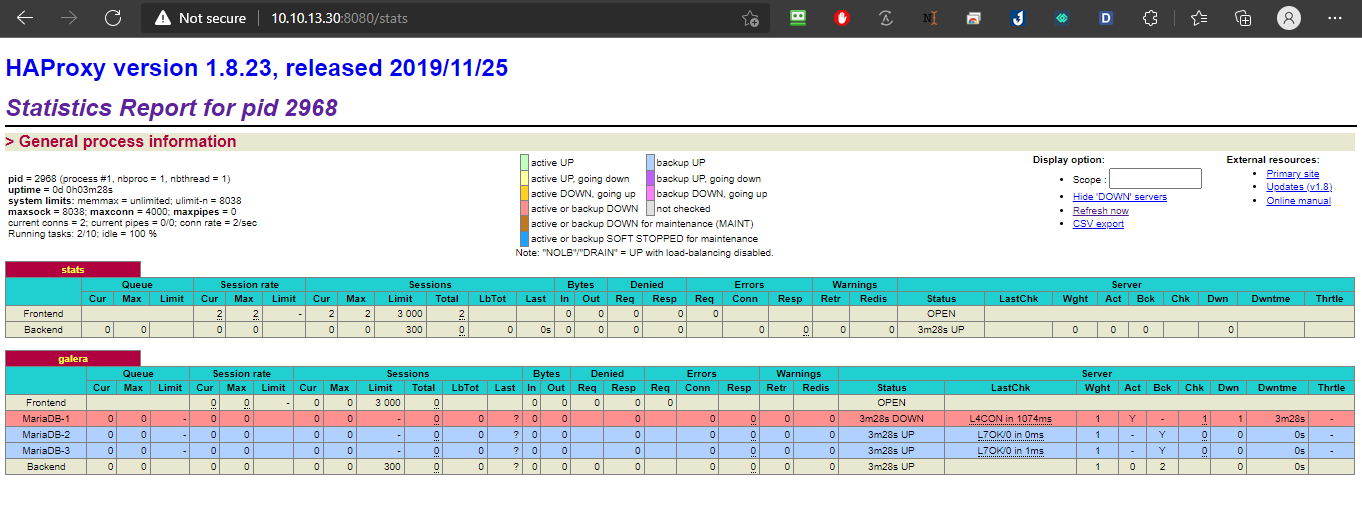 Not secure 10.10.13.30:8080/stats
HAProxy version 1.8.23, released 2019/11/25
Statistics Report for pid 2968
> General process information
pid = 2968 (process #1, nbproc = 1, nbthread = 1)
uptime = 0d 0h03m28s
system limits: memmax = unlimited; ulimit-n = 8038
maxsock = 8038; maxconn = 4000; maxpipes = 0
current conns = 2; current pipes = 0/0; conn rate = 2/sec
Running tasks: 2/10; idle = 100 %
active UP backup UP
active UP, going down backup UP, going down
active DOWN, going up backup DOWN, going up
active or backup DOWN not checked
active or backup DOWN for maintenance (MAINT)
active or backup SOFT STOPPED for maintenance
Note: "NOLB"/"DRAIN" = UP with load-balancing disabled.
Display option:
Scope :
Hide 'DOWN' servers
Refresh now
CSV export
External resources:
Primary site
Updates (v1.8)
Online manual
stats
Queue Session rate Sessions Bytes Denied Errors Warnings Server
Cur Max Limit Cur Max Limit Cur Max Limit Total LbTot Last In Out Req Resp Req Conn Resp Retr Redis Status LastChk Wght Act Bck Chk Dwn Dwntme Thrtle
Frontend 2 2 - 2 2 3 000 2 0 0 0 0 0 OPEN
Backend 0 0 0 0 0 0 300 0 0 0s 0 0 0 0 0 0 0 0 3m28s UP 0 0 0 0
galera
Queue Session rate Sessions Bytes Denied Errors Warnings Server
Cur Max Limit Cur Max Limit Cur Max Limit Total LbTot Last In Out Req Resp Req Conn Resp Retr Redis Status LastChk Wght Act Bck Chk Dwn Dwntme Thrtle
Frontend 0 0 - 0 0 3 000 0 0 0 0 0 0 OPEN
MariaDB-1 0 0 - 0 0 0 0 - 0 0 ? 0 0 0 0 0 0 0 3m28s DOWN L4CON in 1074ms 1 Y - 1 1 3m28s -
MariaDB-2 0 0 - 0 0 0 0 - 0 0 ? 0 0 0 0 0 0 0 3m28s UP L7OK/0 in 0ms 1 - Y 0 0 0s -
MariaDB-3 0 0 - 0 0 0 0 - 0 0 ? 0 0 0 0 0 0 0 3m28s UP L7OK/0 in 1ms 1 - Y 0 0 0s -
Backend 0 0 0 0 0 0 300 0 0 ? 0 0 0 0 0 0 0 0 3m28s UP 1 0 2 0 0s